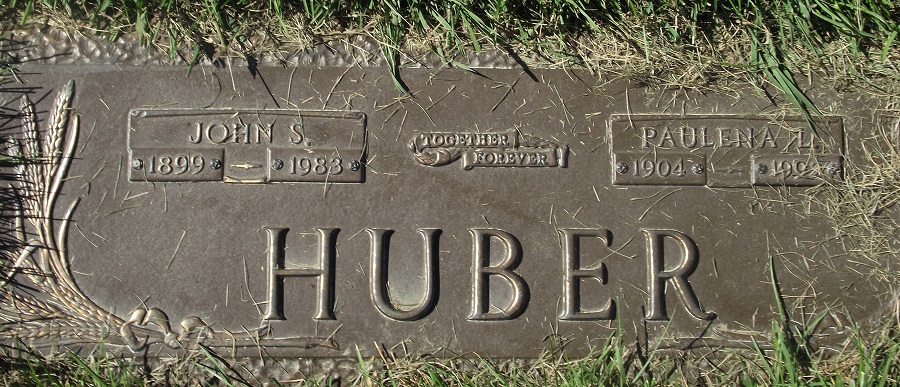 JOHN S.
1899 1983
TOGETHER
FOREVER
PAULENA L.
1904
HUBER